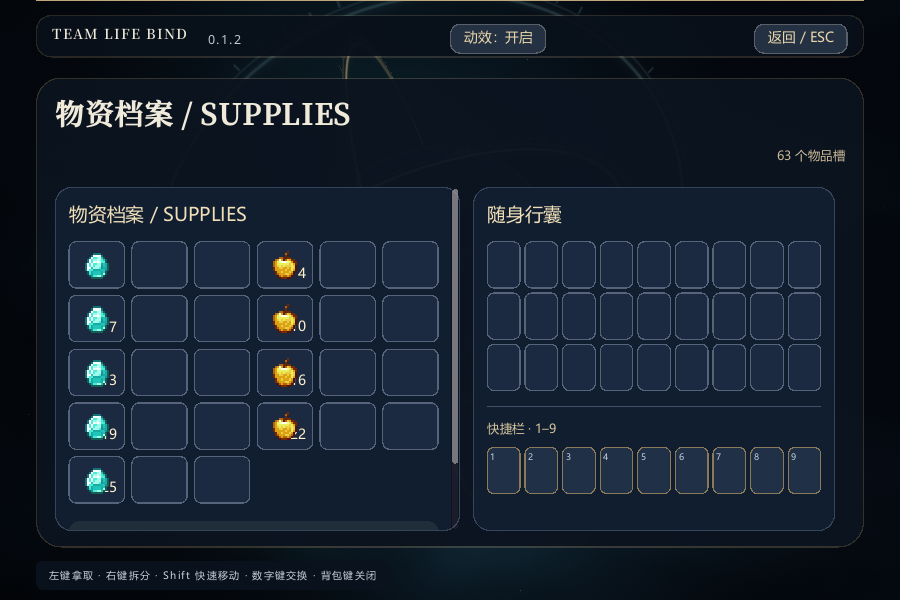 TEAM LIFE BIND 0.1.2 动效: 开启 返回 / ESC
物资档案 / SUPPLIES
63 个物品槽
物资档案 / SUPPLIES
4
7
6
随身行囊
快捷栏 · 1–9
1 2 3 4 5 6 7 8 9
左键拿取 · 右键拆分 · Shift 快速移动 · 数字键交换 · 背包键关闭